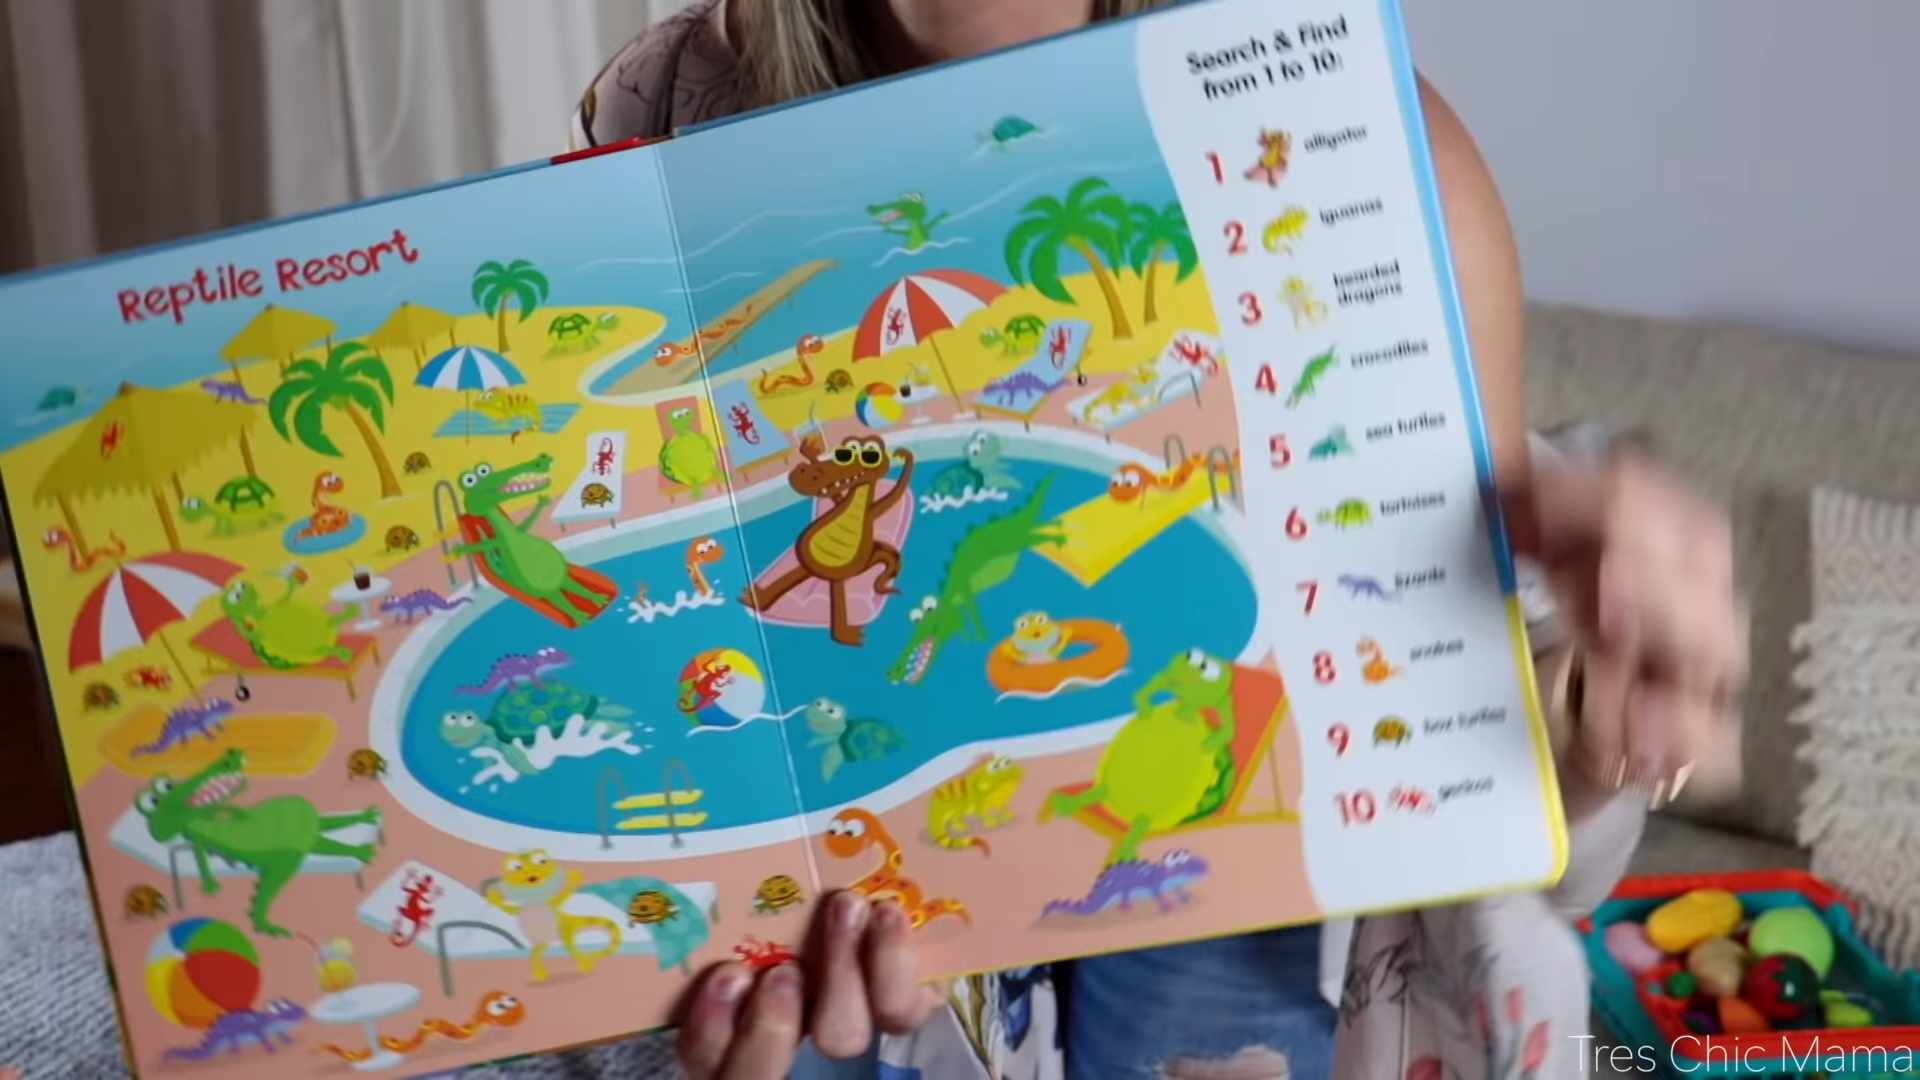 Reptile Resort
Search & Find
from 1 to 10:
1 alligator
2 iguanas
3 bearded
dragons
4 crocodiles
5 sea turtles
6 tortoises
7 lizards
8 snakes
9 box turtles
10 geckos
Tres Chic Mama